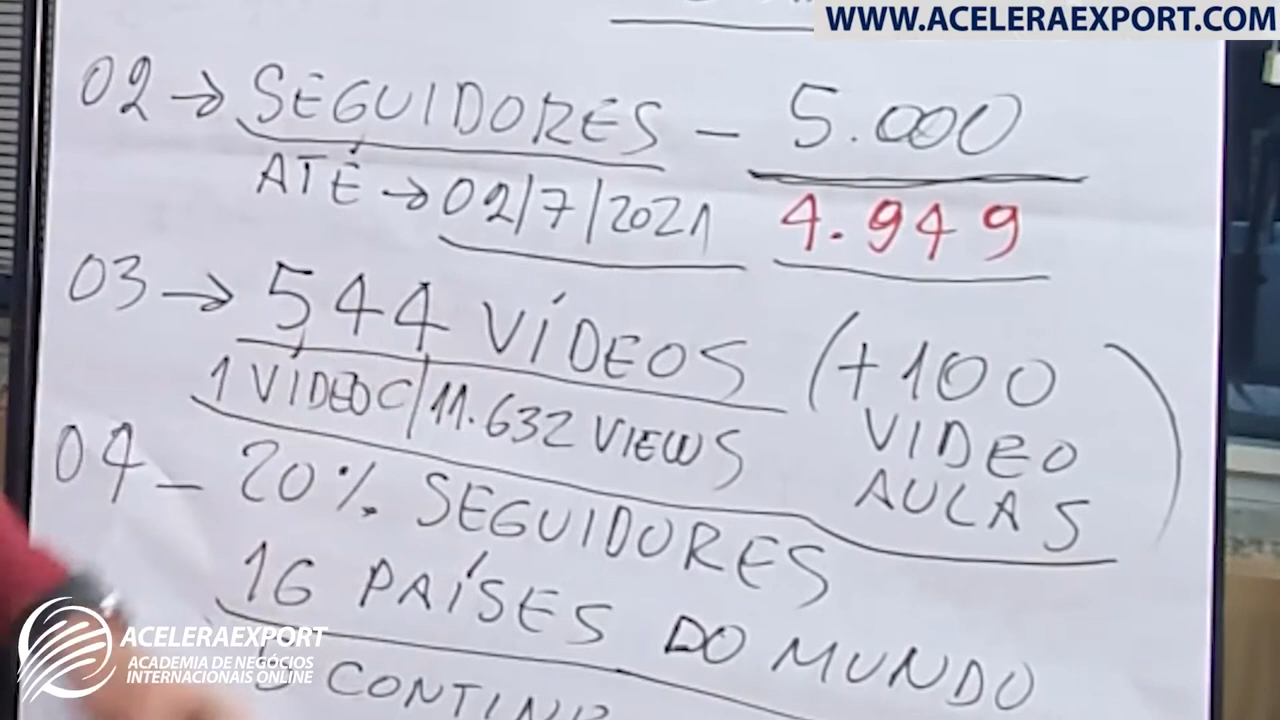 WWW.ACELERAEXPORT.COM
02 → SEGUIDORES – 5.000
ATÉ → 02/7/2021 4.949
03 → 544 VÍDEOS (+100 VIDEO AULAS)
1 VÍDEO C/ 11.632 VIEWS
04 – 20% SEGUIDORES
16 PAÍSES DO MUNDO
ACELERAEXPORT
ACADEMIA DE NEGÓCIOS
INTERNACIONAIS ONLINE